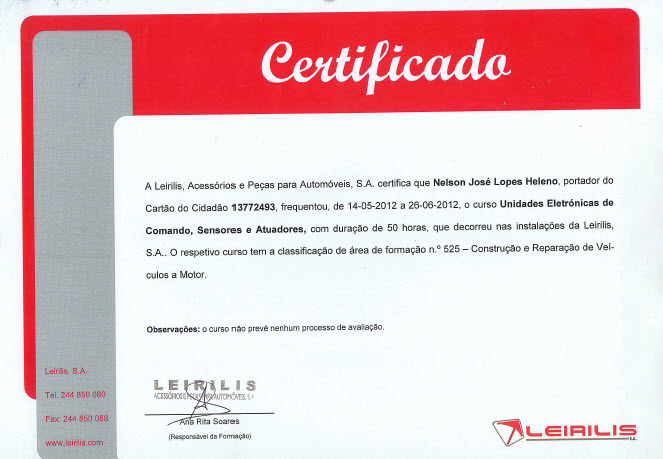 Certificado
A Leirilis, Acessórios e Peças para Automóveis, S.A. certifica que Nelson José Lopes Heleno, portador do
Cartão do Cidadão 13772493, frequentou, de 14-05-2012 a 26-06-2012, o curso Unidades Eletrónicas de
Comando, Sensores e Atuadores, com duração de 50 horas, que decorreu nas instalações da Leirilis,
S.A.. O respetivo curso tem a classificação de área de formação n.º 525 – Construção e Reparação de Veí-
culos a Motor.
Observações: o curso não prevê nenhum processo de avaliação.
Leirilis, S.A.
Tel. 244 850 080
Fax: 244 850 088
www.leirilis.com
LEIRILIS
ACESSÓRIOS E PEÇAS PARA AUTOMÓVEIS, S.A.
Ana Rita Soares
(Responsável da Formação)
LEIRILIS
S.A.